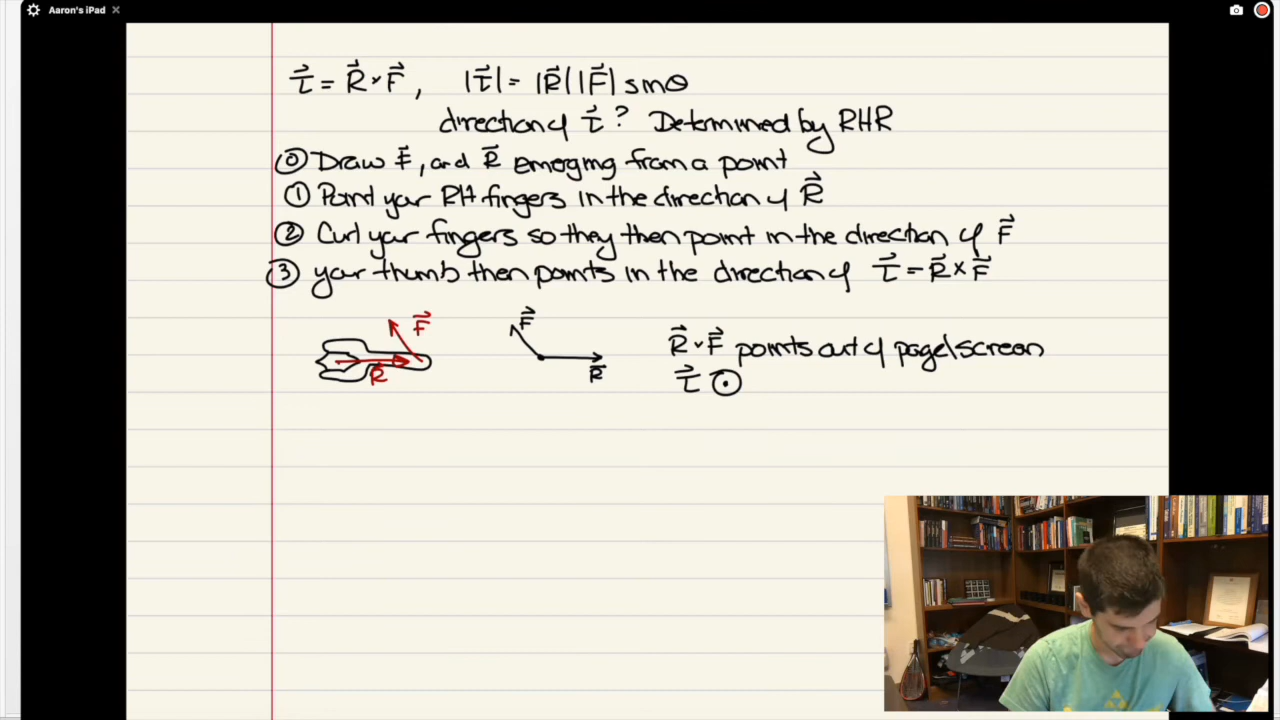 Aaron's iPad
τ⃗ = R⃗ × F⃗ , |τ⃗| = |R⃗||F⃗| sinθ
direction of τ⃗ ? Determined by RHR
⓪ Draw F⃗, and R⃗ emerging from a point
① Point your RH fingers in the direction of R⃗
② Curl your fingers so they then point in the direction of F⃗
③ your thumb then points in the direction of τ⃗ = R⃗ × F⃗
F⃗ R⃗
F⃗ R⃗
R⃗ × F⃗ points out of page/screen
τ⃗ ⊙